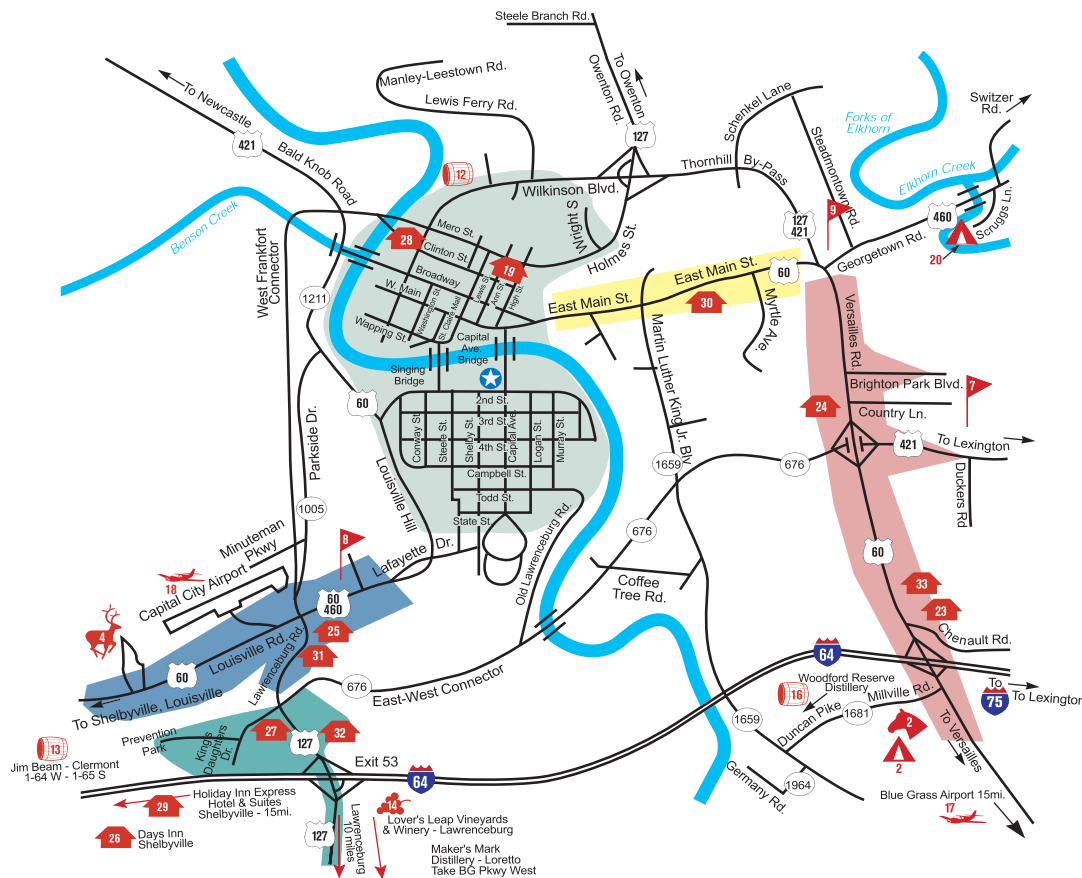 Steele Branch Rd.
To Owenton
Owenton Rd.
Manley-Leestown Rd.
Lewis Ferry Rd.
To Newcastle
421
Bald Knob Road
127
Schenkel Lane
Steadmontown Rd.
Forks of
Elkhorn
Switzer
Rd.
Elkhorn Creek
Thornhill
By-Pass
12
Wilkinson Blvd.
Wright S
Holmes St.
127
421
9
460
Scruggs Ln.
Georgetown Rd.
20
Benson Creek
West Frankfort
Connector
28
Mero St.
Clinton St.
Broadway
W. Main
Wapping St.
Washington St.
St. Claire Mall
Lewis S
Ann St.
High St.
19
1211
East Main St.
East Main St.
60
30
Myrtle Ave.
Versailles Rd.
Capital
Ave.
Bridge
Singing
Bridge
Martin Luther King Jr. Blv
Brighton Park Blvd.
Country Ln.
7
24
60
2nd St.
3rd St.
4th St.
Campbell St.
Todd St.
State St.
Conway St.
Steele St.
Shelby St.
Capital Ave.
Logan St.
Murray St.
421
To Lexington
Duckers Rd
Parkside Dr.
Louisville Hill
1659
676
1005
Old Lawrenceburg Rd.
676
60
Minuteman
Pkwy
8
Lafayette Dr.
Capital City Airport
18
60
460
Coffee
Tree Rd.
33
23
Chenault Rd.
4
25
31
Louisville Rd.
Lawrenceburg Rd.
60
To Shelbyville, Louisville
676
East-West Connector
64
To
75
To Lexington
Woodford Reserve
Distillery
16
Millville Rd.
Duncan Pike
1681
1659
2
2
To Versailles
Prevention
Park
King's
Daughters
Dr.
27
127
32
13
Jim Beam - Clermont
1-64 W - 1-65 S
Exit 53
64
Germany Rd.
1964
Blue Grass Airport 15mi.
17
29
Holiday Inn Express
Hotel & Suites
Shelbyville - 15mi.
26
Days Inn
Shelbyville
127
Lawrenceburg
10 miles
14
Lover's Leap Vineyards
& Winery - Lawrenceburg
Maker's Mark
Distillery - Loretto
Take BG Pkwy West